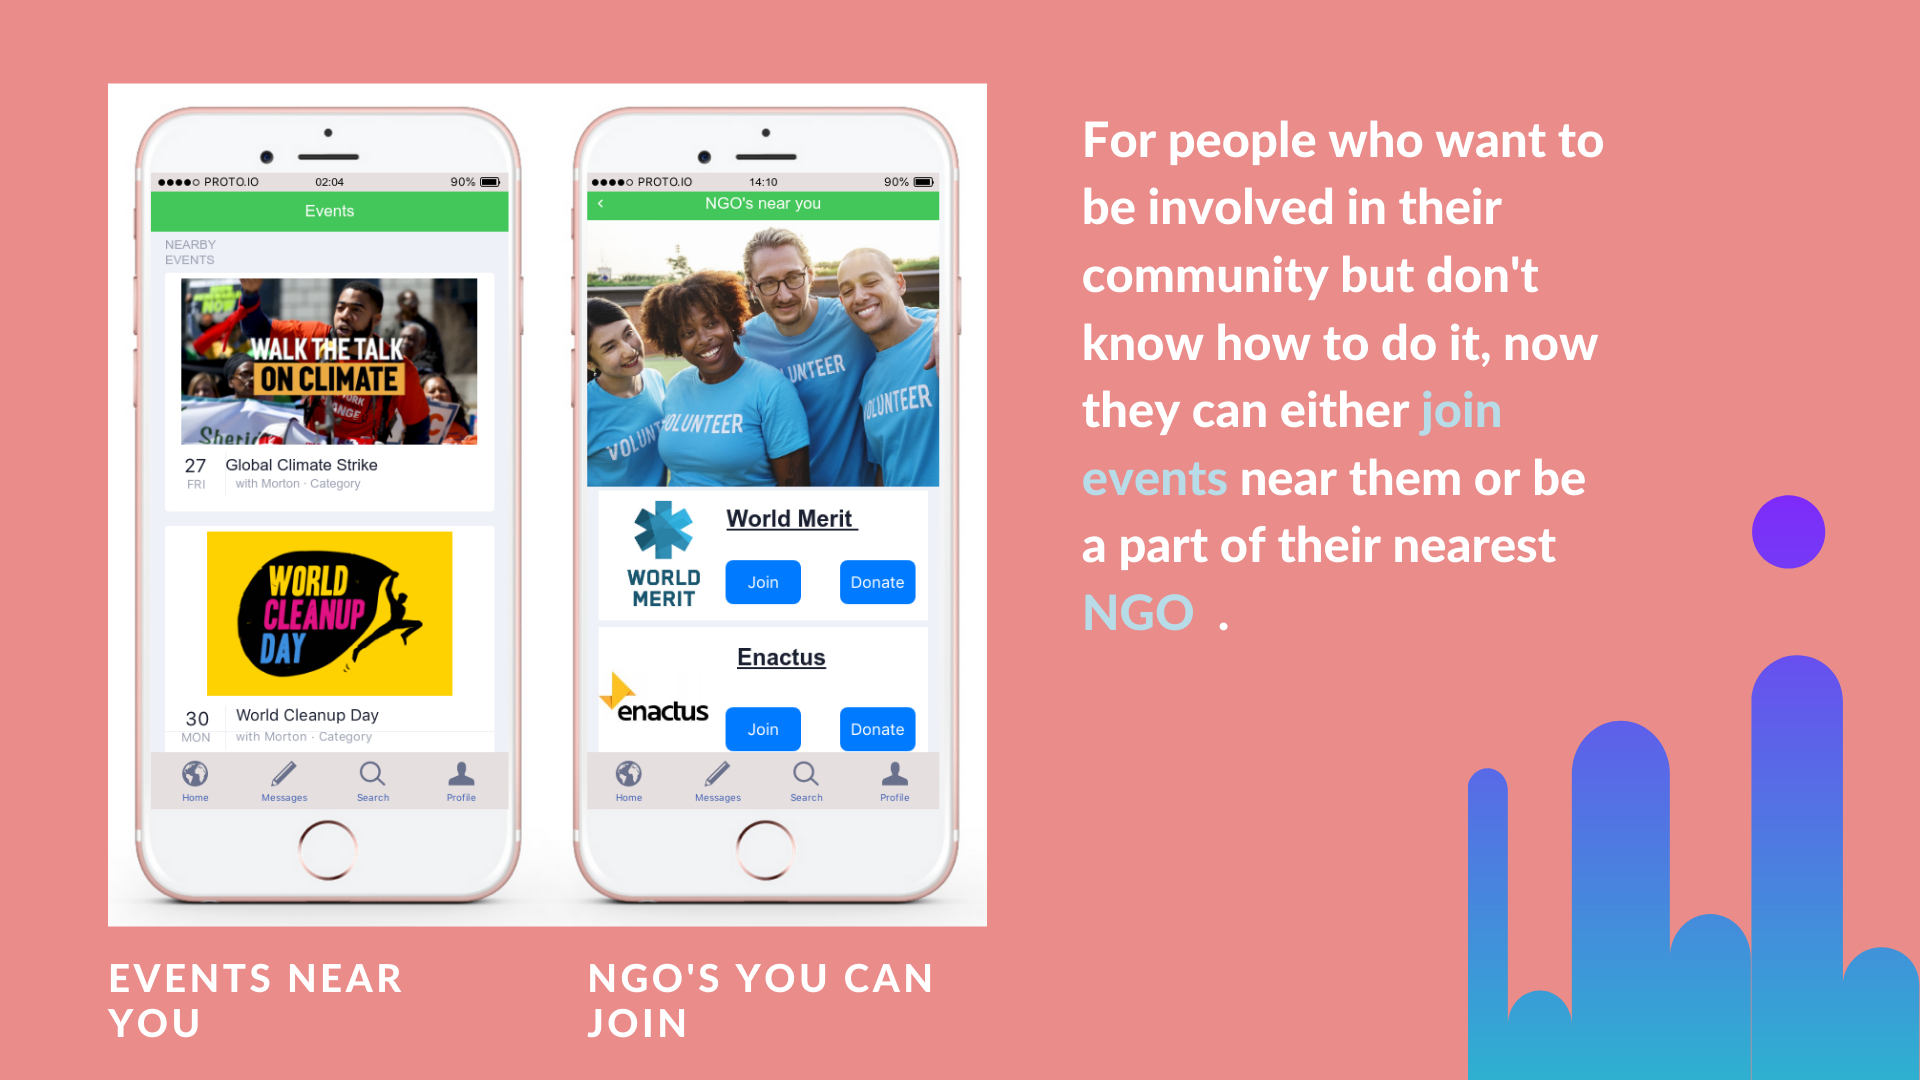 PROTO.IO 02:04 90%
Events
NEARBY
EVENTS
WALK THE TALK
ON CLIMATE
27 Global Climate Strike
FRI with Morton · Category
WORLD
CLEANUP
DAY
30 World Cleanup Day
MON with Morton · Category
Home Messages Search Profile
PROTO.IO 14:10 90%
NGO's near you
VOLUNTEER
World Merit
WORLD
MERIT
Join Donate
Enactus
enactus
Join Donate
Home Messages Search Profile
EVENTS NEAR
YOU
NGO'S YOU CAN
JOIN
For people who want to
be involved in their
community but don't
know how to do it, now
they can either join
events near them or be
a part of their nearest
NGO .